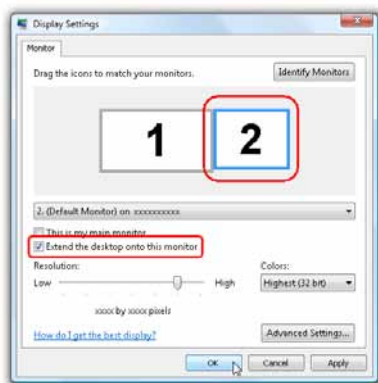 Display Settings
Monitor
Drag the icons to match your monitors.
Identify Monitors
1
2
2. (Default Monitor) on xxxxxxxxxx
This is my main monitor
Extend the desktop onto this monitor
Resolution:
Colors:
Low
High
Highest (32 bit)
xxxx by xxxx pixels
How do I get the best display?
Advanced Settings...
OK
Cancel
Apply